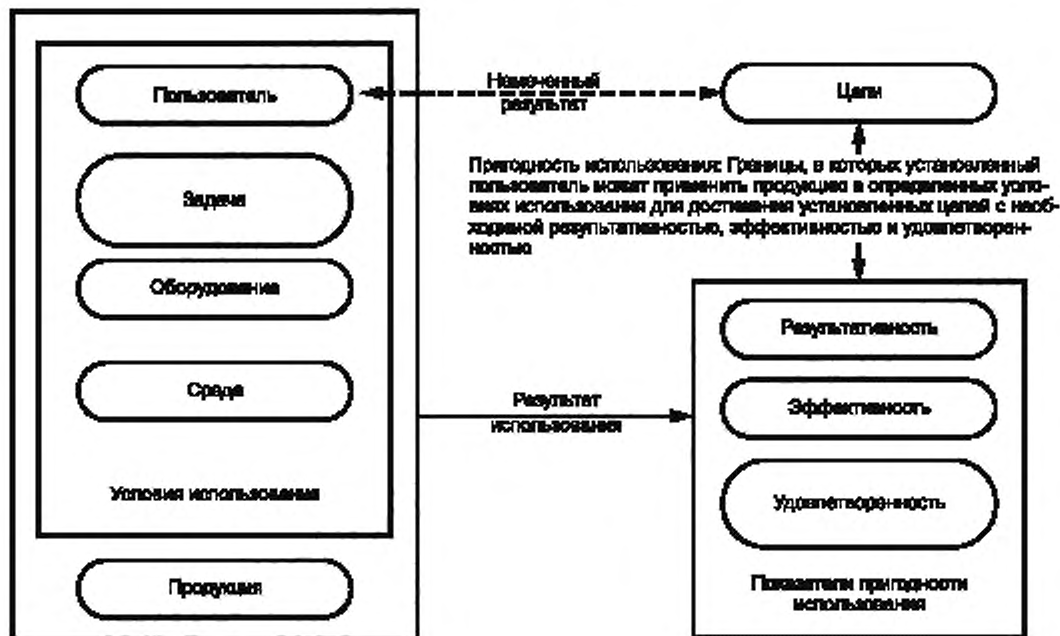 Пользователь
Задача
Оборудование
Среда
Условия использования
Продукция
Намеченный
результат
Цели
Пригодность использования: Границы, в которых установленный
пользователь может применить продукцию в определенных усло-
виях использования для достижения установленных целей с необ-
ходимой результативностью, эффективностью и удовлетворен-
ностью
Результат
использования
Результативность
Эффективность
Удовлетворенность
Показатели пригодности
использования